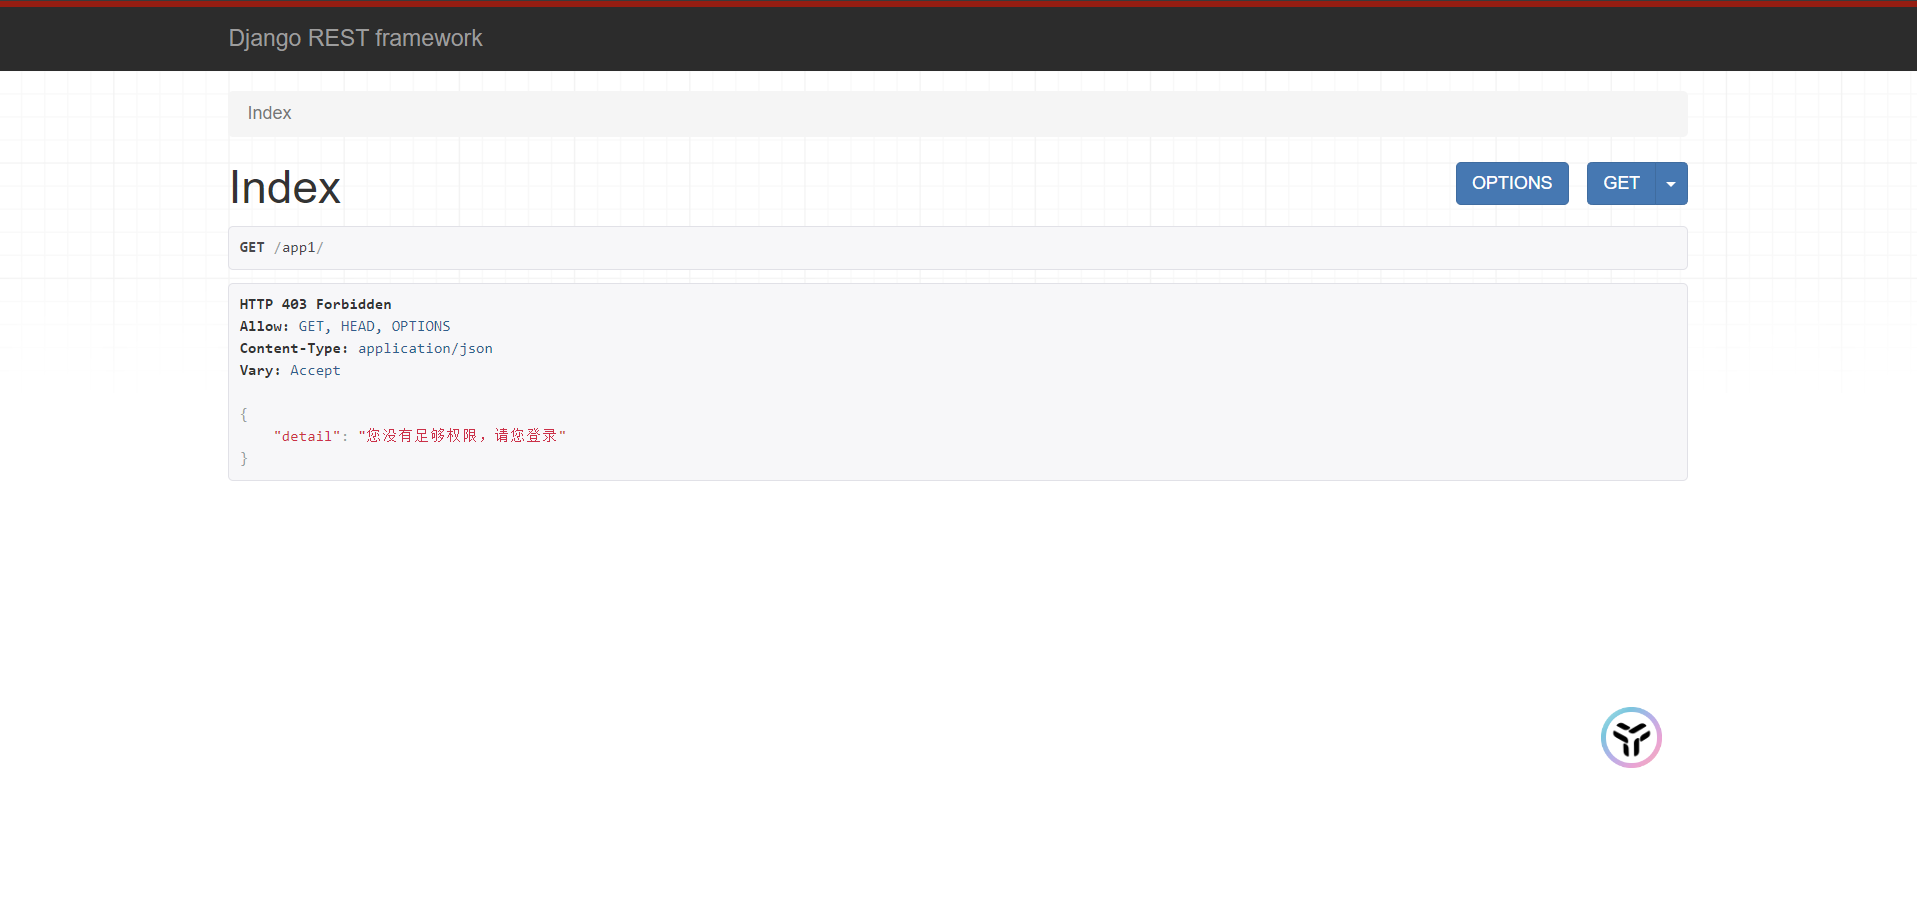 Django REST framework
Index
Index
OPTIONS
GET
GET /app1/
HTTP 403 Forbidden
Allow: GET, HEAD, OPTIONS
Content-Type: application/json
Vary: Accept
{
"detail": "您没有足够权限，请您登录"
}